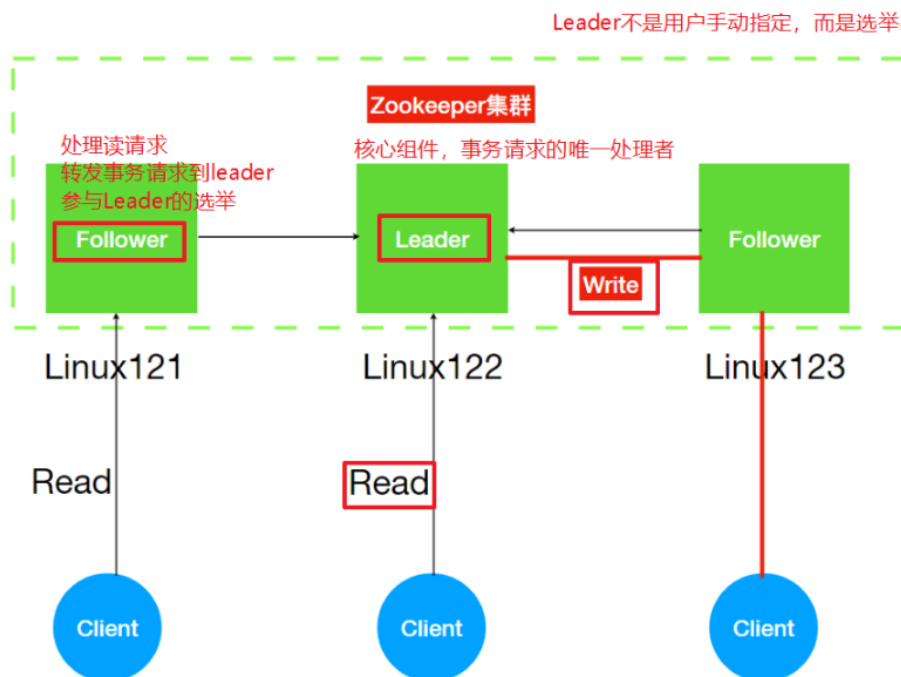 Leader不是用户手动指定，而是选举
Zookeeper集群
处理读请求
转发事务请求到leader
参与Leader的选举
核心组件，事务请求的唯一处理者
Follower
Leader
Follower
Write
Linux121
Linux122
Linux123
Read
Read
Client
Client
Client